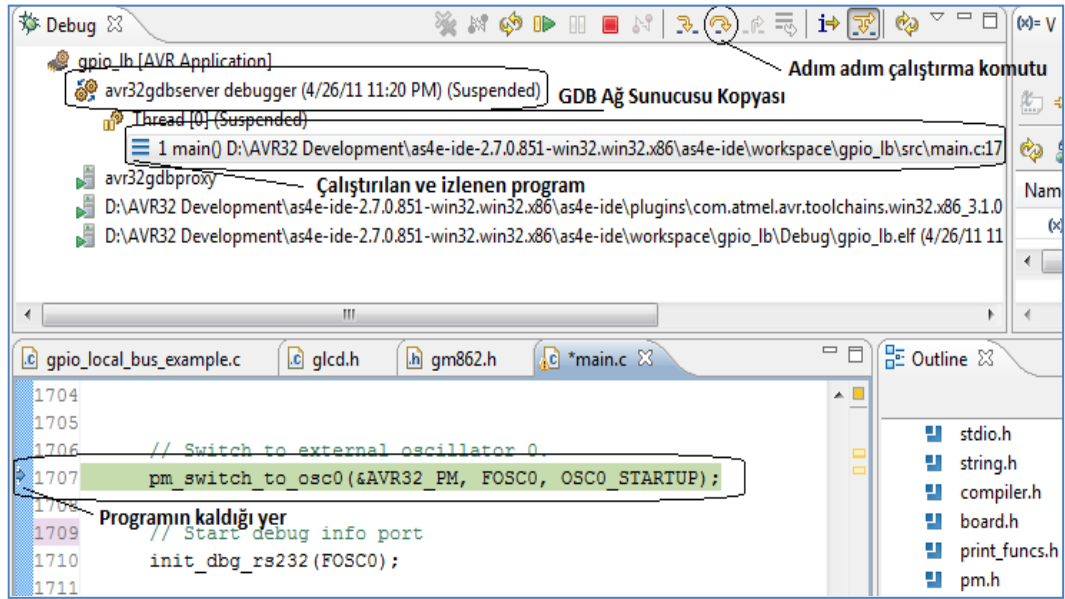 Debug
(x)= V
gpio_lb [AVR Application]
Adım adım çalıştırma komutu
avr32gdbserver debugger (4/26/11 11:20 PM) (Suspended)
GDB Ağ Sunucusu Kopyası
Thread [0] (Suspended)
1 main() D:\AVR32 Development\as4e-ide-2.7.0.851-win32.win32.x86\as4e-ide\workspace\gpio_lb\src\main.c:17
avr32gdbproxy
Çalıştırılan ve izlenen program
Nam
D:\AVR32 Development\as4e-ide-2.7.0.851-win32.win32.x86\as4e-ide\plugins\com.atmel.avr.toolchains.win32.x86_3.1.0
D:\AVR32 Development\as4e-ide-2.7.0.851-win32.win32.x86\as4e-ide\workspace\gpio_lb\Debug\gpio_lb.elf (4/26/11 11
(x)
gpio_local_bus_example.c
glcd.h
gm862.h
*main.c
Outline
1704
1705
1706 // Switch to external oscillator 0.
1707 pm_switch_to_osc0(&AVR32_PM, FOSC0, OSC0_STARTUP);
1708
Programın kaldığı yer
1709 // Start debug info port
1710 init_dbg_rs232(FOSC0);
1711
stdio.h
string.h
compiler.h
board.h
print_funcs.h
pm.h